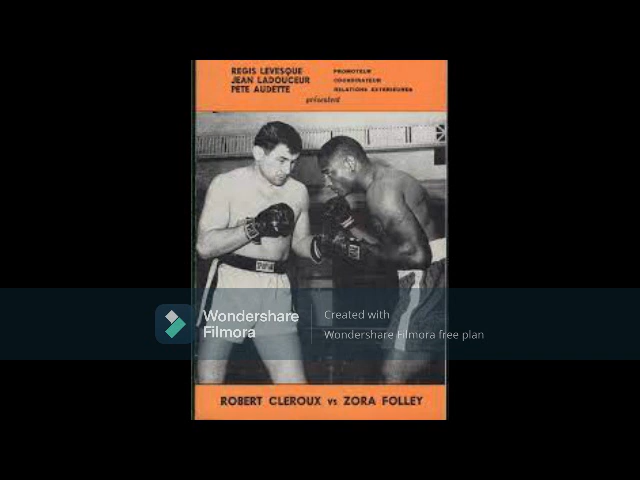 REGIS LEVESQUE PROMOTEUR
JEAN LADOUCEUR COORDINATEUR
PETE AUDETTE RELATIONS EXTERIEURES
présentent
Wondershare
Filmora
Created with
Wondershare Filmora free plan
ROBERT CLEROUX vs ZORA FOLLEY